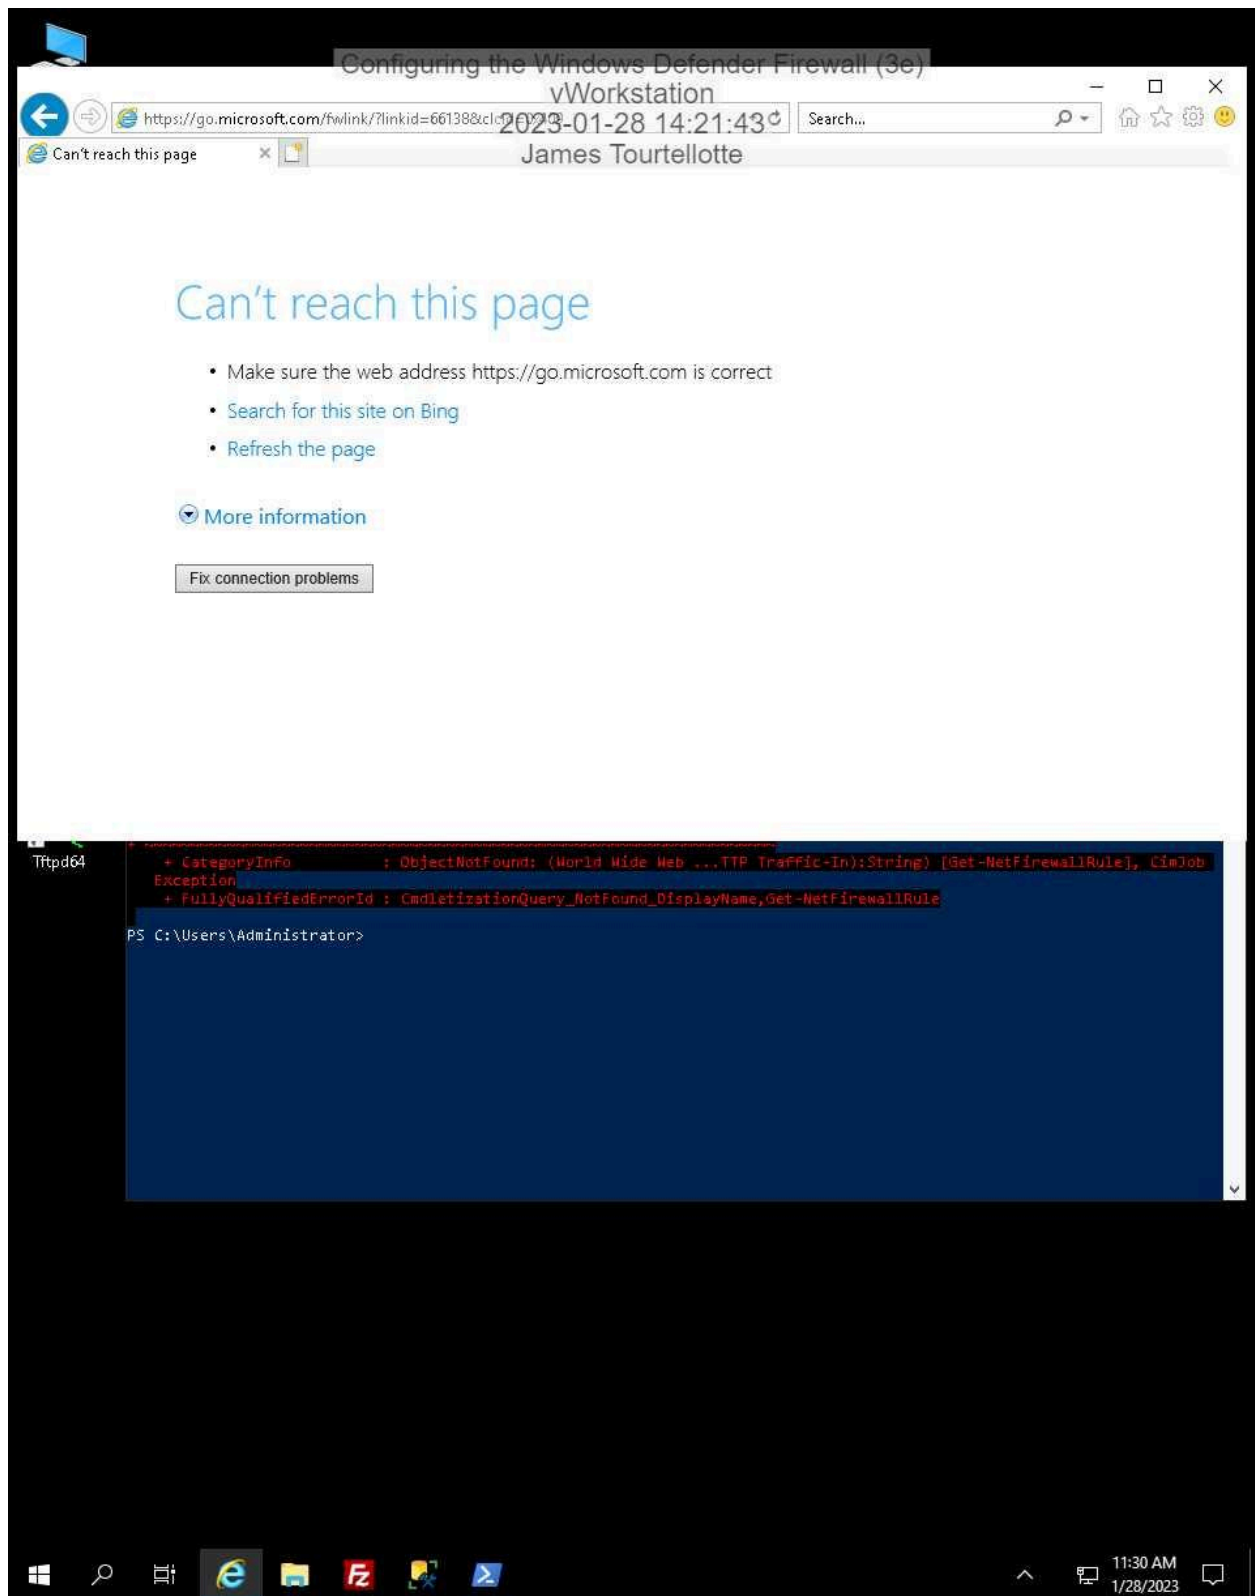 Configuring the Windows Defender Firewall (3e)
vWorkstation
2023-01-28 14:21:43
James Tourtellotte
https://go.microsoft.com/fwlink/?linkid=66138&clcid=
Search...
Can't reach this page
Can't reach this page
• Make sure the web address https://go.microsoft.com is correct
• Search for this site on Bing
• Refresh the page
More information
Fix connection problems
Tftpd64
+ CategoryInfo : ObjectNotFound: (World Wide Web ...TTP Traffic-In):String) [Get-NetFirewallRule], CimJob
Exception
+ FullyQualifiedErrorId : CmdletizationQuery_NotFound_DisplayName,Get-NetFirewallRule
PS C:\Users\Administrator>
11:30 AM
1/28/2023